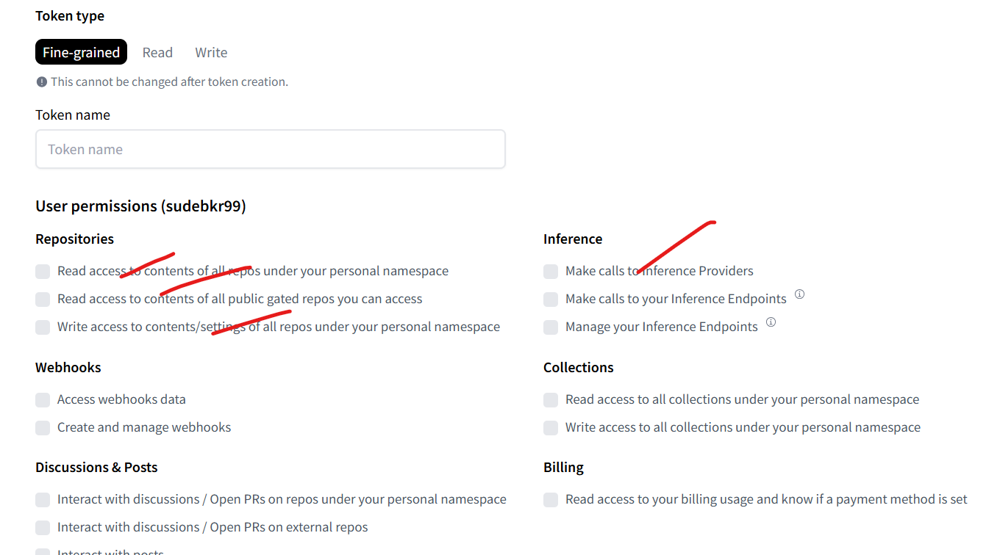 Token type
Fine-grained Read Write
This cannot be changed after token creation.
Token name
Token name
User permissions (sudebkr99)
Repositories
Read access to contents of all repos under your personal namespace
Read access to contents of all public gated repos you can access
Write access to contents/settings of all repos under your personal namespace
Inference
Make calls to Inference Providers
Make calls to your Inference Endpoints
Manage your Inference Endpoints
Webhooks
Access webhooks data
Create and manage webhooks
Collections
Read access to all collections under your personal namespace
Write access to all collections under your personal namespace
Discussions & Posts
Interact with discussions / Open PRs on repos under your personal namespace
Interact with discussions / Open PRs on external repos
Interact with posts
Billing
Read access to your billing usage and know if a payment method is set